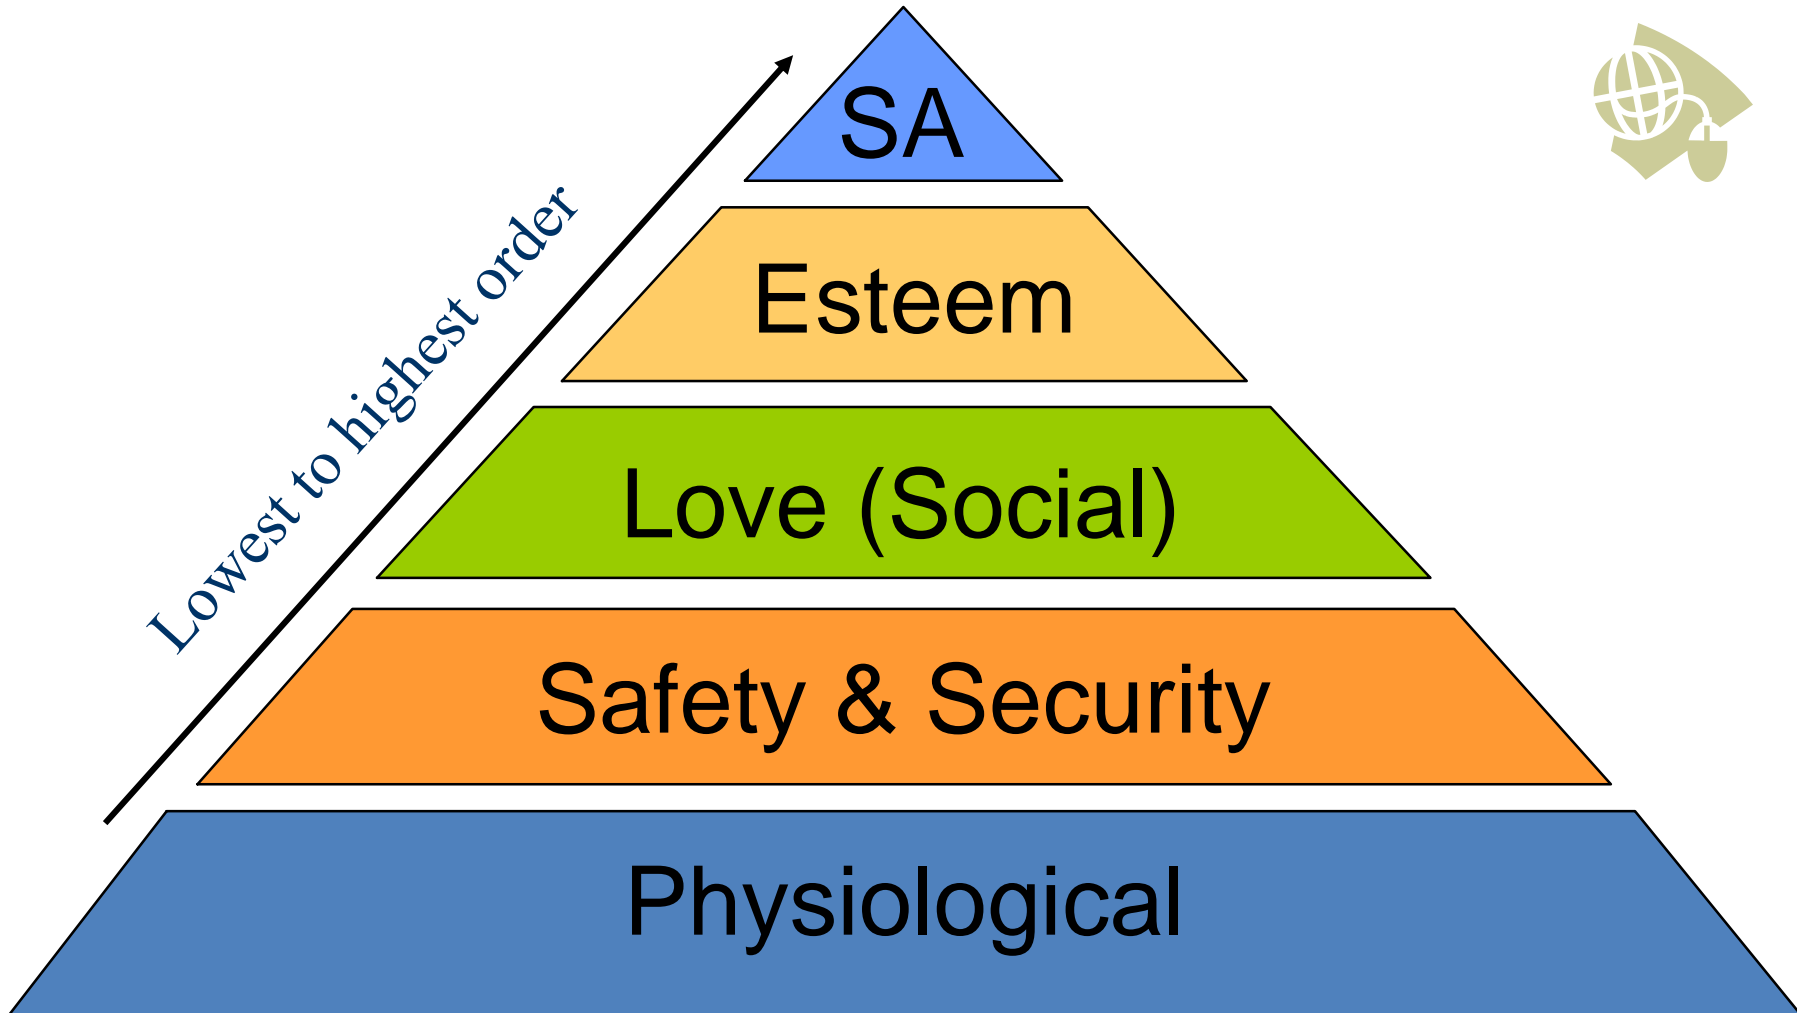 SA
Esteem
Love (Social)
Safety & Security
Physiological
Lowest to highest order